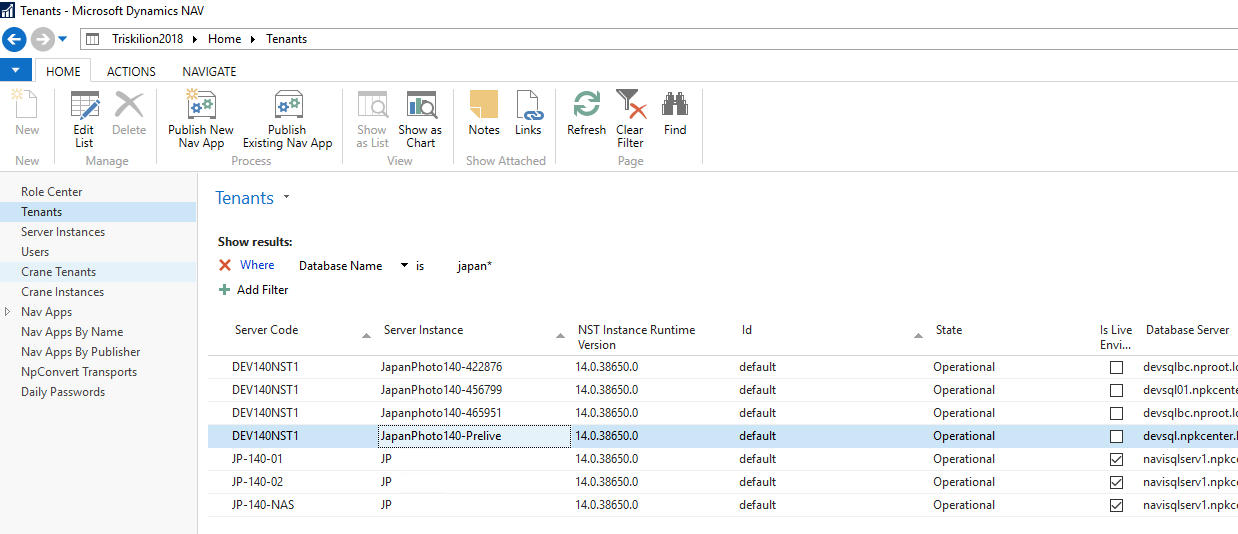 Tenants - Microsoft Dynamics NAV
Triskilion2018 Home Tenants
HOME ACTIONS NAVIGATE
New
Edit List
Delete
Publish New Nav App
Publish Existing Nav App
Show as List
Show as Chart
Notes
Links
Refresh
Clear Filter
Find
New Manage Process View Show Attached Page
Role Center
Tenants
Server Instances
Users
Crane Tenants
Crane Instances
Nav Apps
Nav Apps By Name
Nav Apps By Publisher
NpConvert Transports
Daily Passwords
Tenants
Show results:
Where Database Name is japan*
Add Filter
Server Code Server Instance NST Instance Runtime Version Id State Is Live Envi... Database Server
DEV140NST1 JapanPhoto140-422876 14.0.38650.0 default Operational devsqlbc.nproot.lo
DEV140NST1 JapanPhoto140-456799 14.0.38650.0 default Operational devsql01.npkcente
DEV140NST1 Japanphoto140-465951 14.0.38650.0 default Operational devsqlbc.nproot.lo
DEV140NST1 JapanPhoto140-Prelive 14.0.38650.0 default Operational devsql.npkcenter.l
JP-140-01 JP 14.0.38650.0 default Operational navisqlserv1.npkc
JP-140-02 JP 14.0.38650.0 default Operational navisqlserv1.npkc
JP-140-NAS JP 14.0.38650.0 default Operational navisqlserv1.npkc